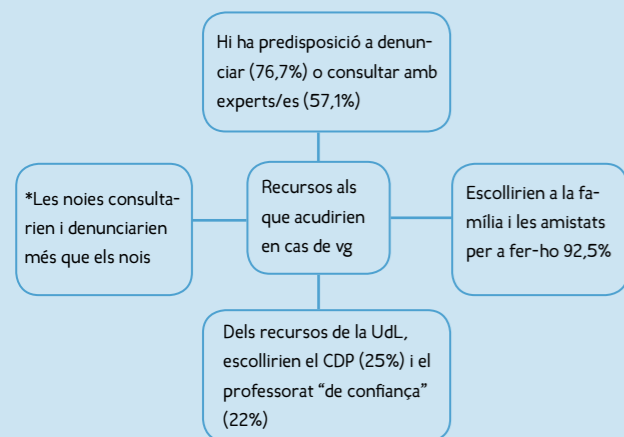 Hi ha predisposició a denun-
ciar (76,7%) o consultar amb
experts/es (57,1%)
*Les noies consulta-
rien i denunciarien
més que els nois
Recursos als
que acudirien
en cas de vg
Escollirien a la fa-
mília i les amistats
per a fer-ho 92,5%
Dels recursos de la UdL,
escollirien el CDP (25%) i el
professorat “de confiança”
(22%)